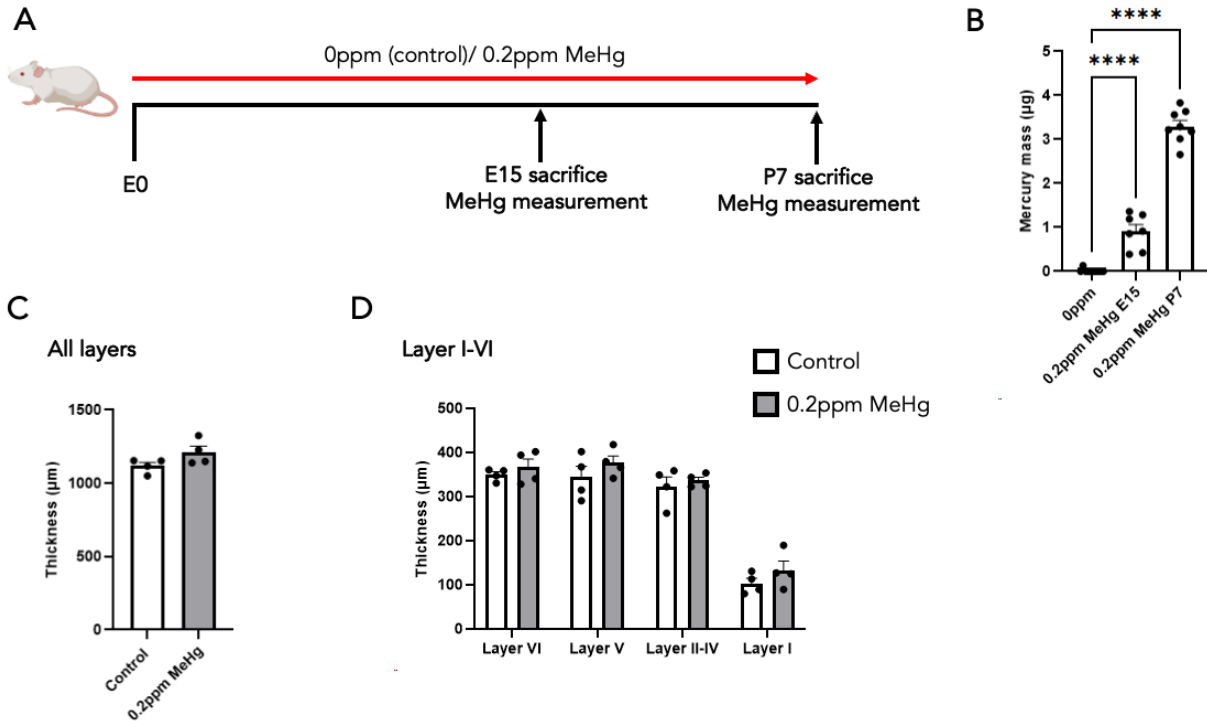 A
0ppm (control)/ 0.2ppm MeHg
E0
E15 sacrifice
MeHg measurement
P7 sacrifice
MeHg measurement
B
****
****
5
4
3
2
1
0
Mercury mass (μg)
0ppm
0.2ppm MeHg E15
0.2ppm MeHg P7
C
All layers
1500
1000
500
0
Thickness (μm)
Control
0.2ppm MeHg
D
Layer I-VI
Control
0.2ppm MeHg
500
400
300
200
100
0
Thickness (μm)
Layer VI
Layer V
Layer II-IV
Layer I